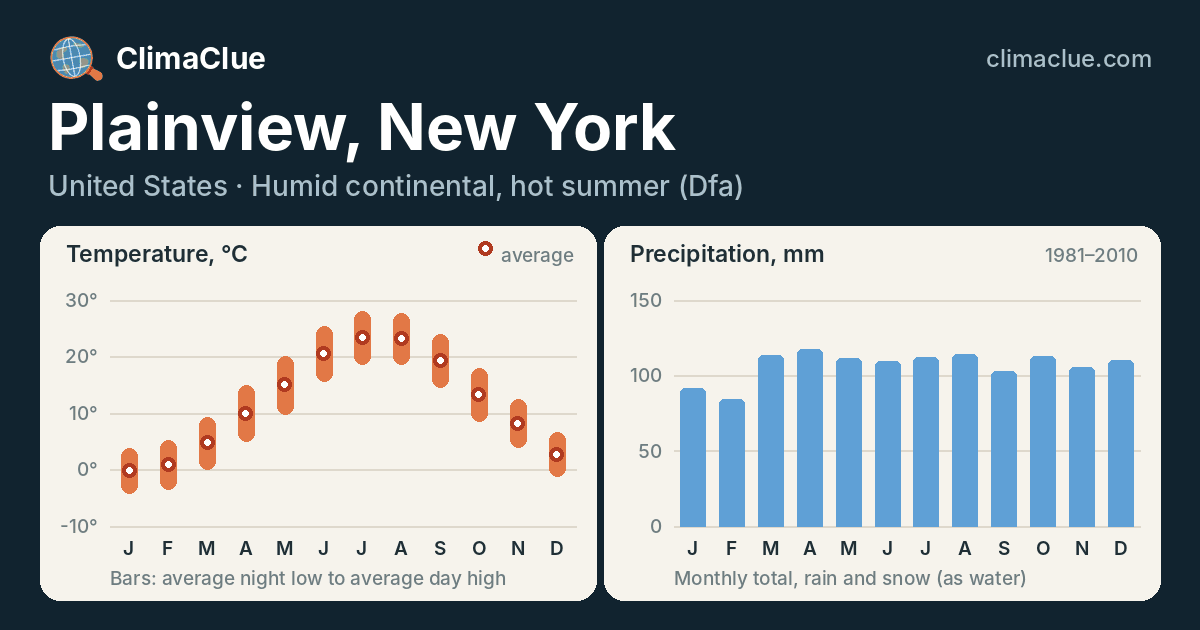 ClimaClue
climaclue.com
Plainview, New York
United States · Humid continental, hot summer (Dfa)
Temperature, °C
average
30°
20°
10°
0°
-10°
J F M A M J J A S O N D
Bars: average night low to average day high
Precipitation, mm
1981–2010
150
100
50
0
J F M A M J J A S O N D
Monthly total, rain and snow (as water)